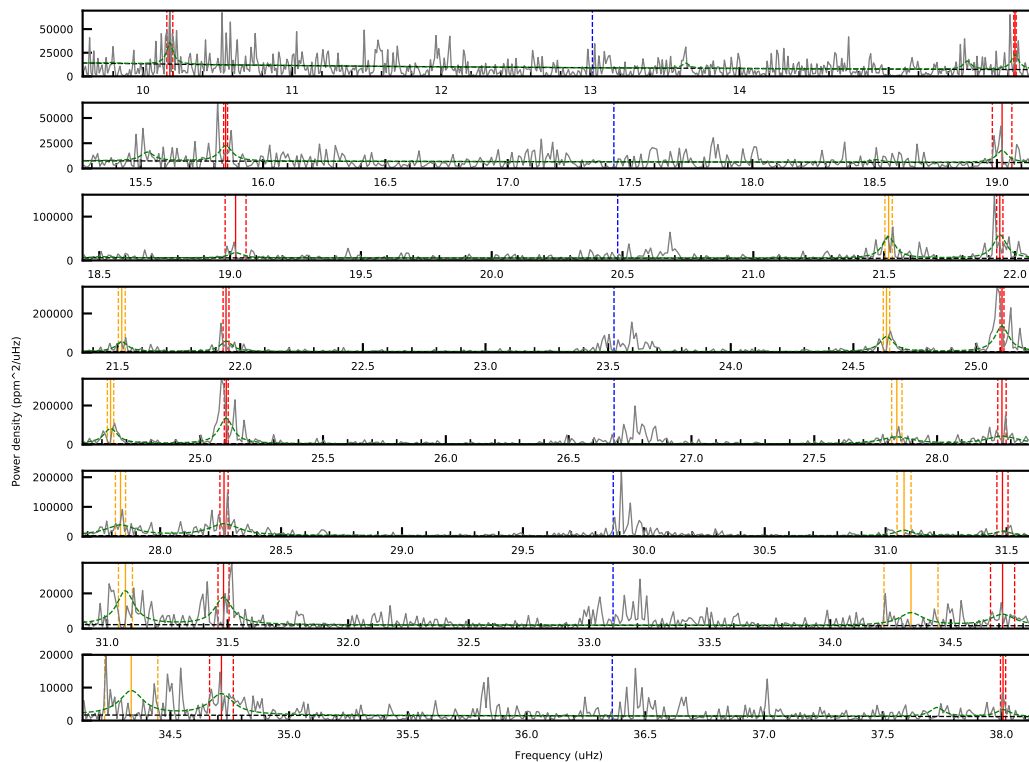 50000
25000
0
10 11 12 13 14 15
50000
25000
0
15.5 16.0 16.5 17.0 17.5 18.0 18.5 19.0
100000
0
18.5 19.0 19.5 20.0 20.5 21.0 21.5 22.0
200000
0
21.5 22.0 22.5 23.0 23.5 24.0 24.5 25.0
200000
0
25.0 25.5 26.0 26.5 27.0 27.5 28.0
Power density (ppm^2/uHz)
200000
100000
0
28.0 28.5 29.0 29.5 30.0 30.5 31.0 31.5
20000
0
31.0 31.5 32.0 32.5 33.0 33.5 34.0 34.5
20000
10000
0
34.5 35.0 35.5 36.0 36.5 37.0 37.5 38.0
Frequency (uHz)